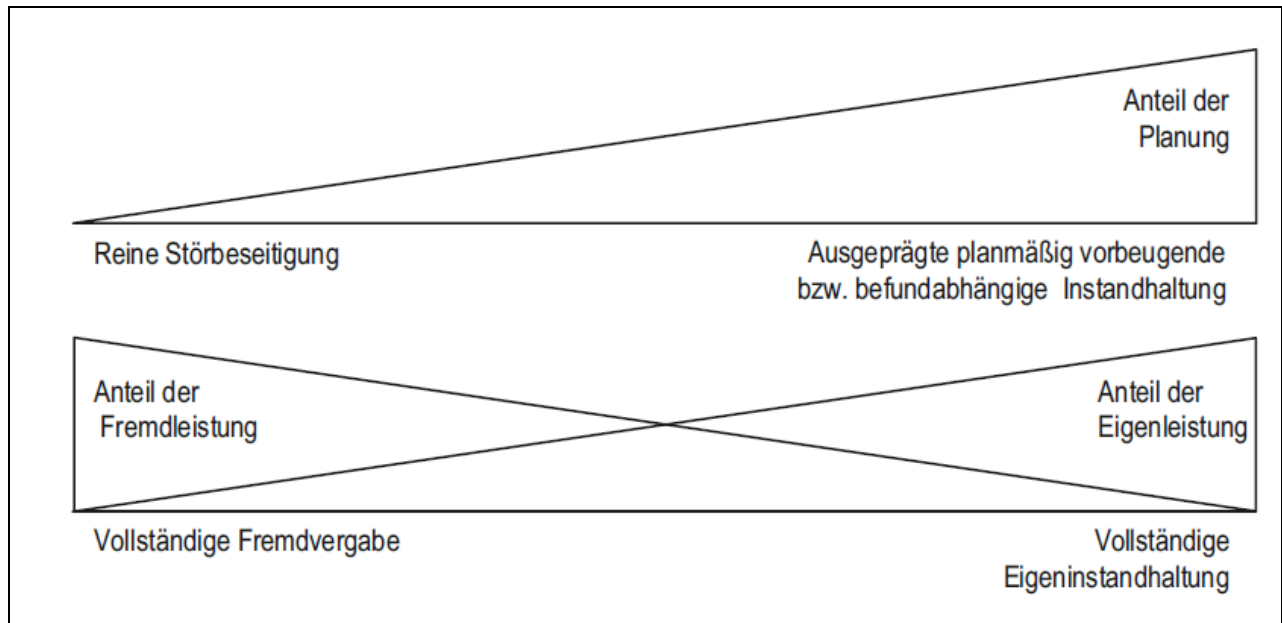 Anteil der
Planung
Reine Störbeseitigung
Ausgeprägte planmäßig vorbeugende
bzw. befundabhängige Instandhaltung
Anteil der
Fremdleistung
Anteil der
Eigenleistung
Vollständige Fremdvergabe
Vollständige
Eigeninstandhaltung